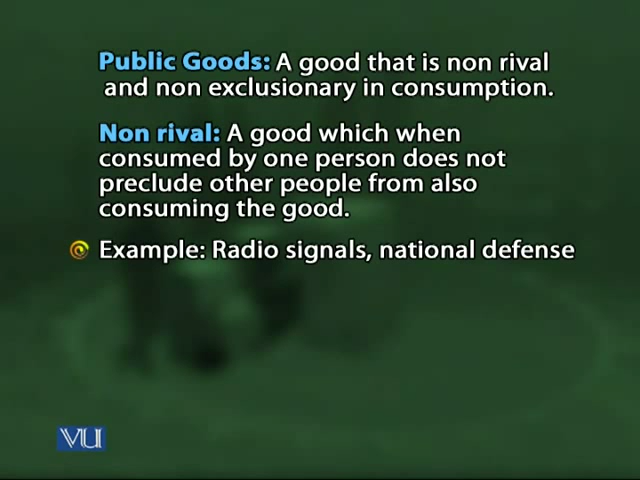 Public Goods: A good that is non rival
and non exclusionary in consumption.
Non rival: A good which when
consumed by one person does not
preclude other people from also
consuming the good.
Example: Radio signals, national defense
VU